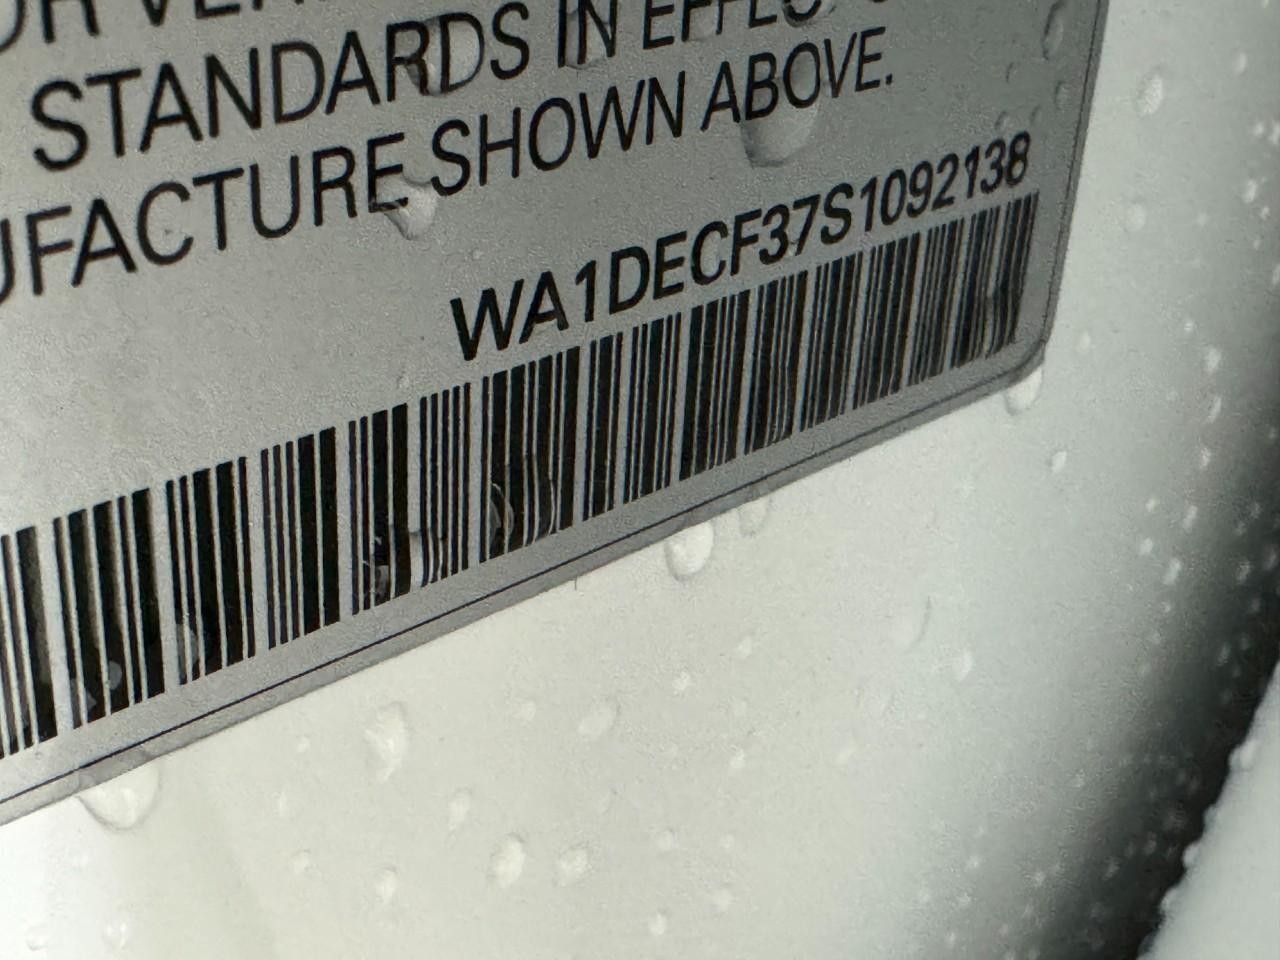 STANDARDS IN EFFEC
UFACTURE SHOWN ABOVE.
WA1DECF37S1092138